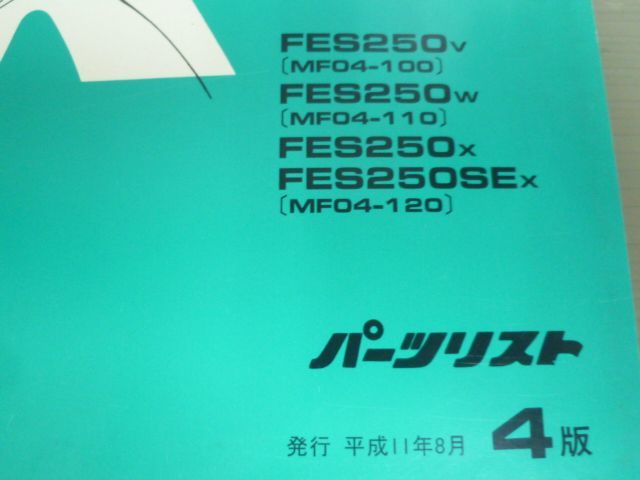 FES250V
〔MF04-100〕
FES250W
〔MF04-110〕
FES250X
FES250SEX
〔MF04-120〕
パーツリスト
発行 平成11年8月 4版